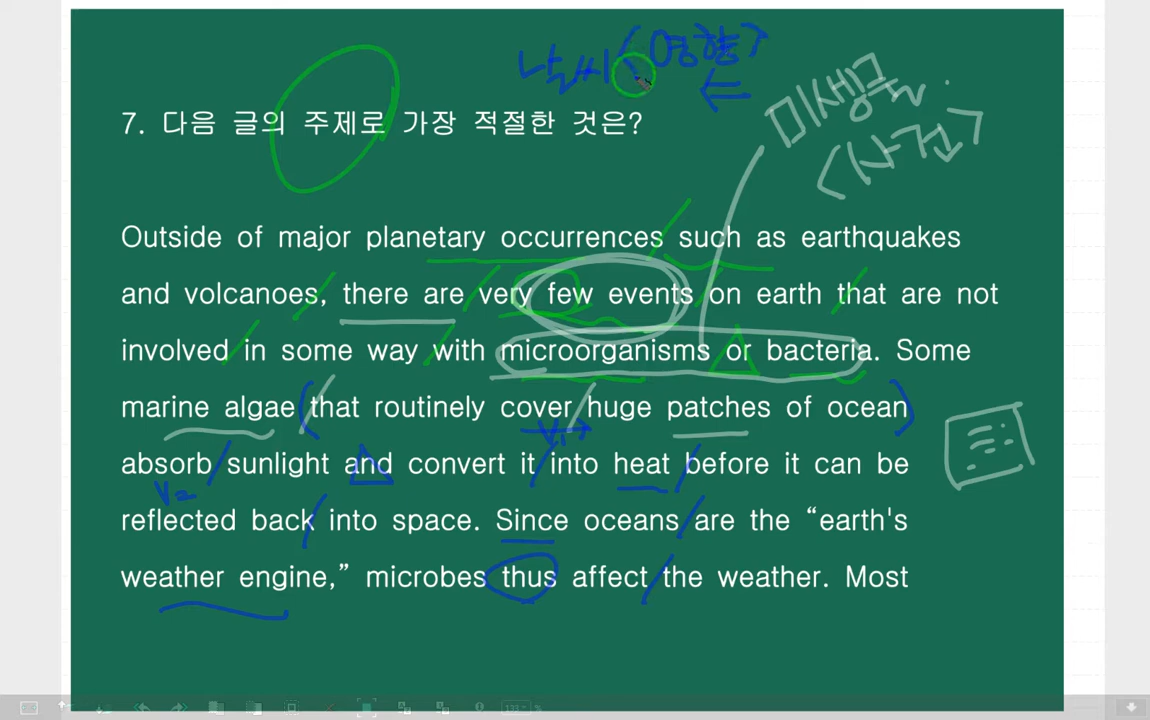 날씨 (영향)
미생물
<사건>
7. 다음 글의 주제로 가장 적절한 것은?
Outside of major planetary occurrences such as earthquakes
and volcanoes, there are very few events on earth that are not
involved in some way with microorganisms or bacteria. Some
marine algae that routinely cover huge patches of ocean
V1
absorb sunlight and convert it into heat before it can be
V2
reflected back into space. Since oceans are the “earth's
weather engine,” microbes thus affect the weather. Most
133 %